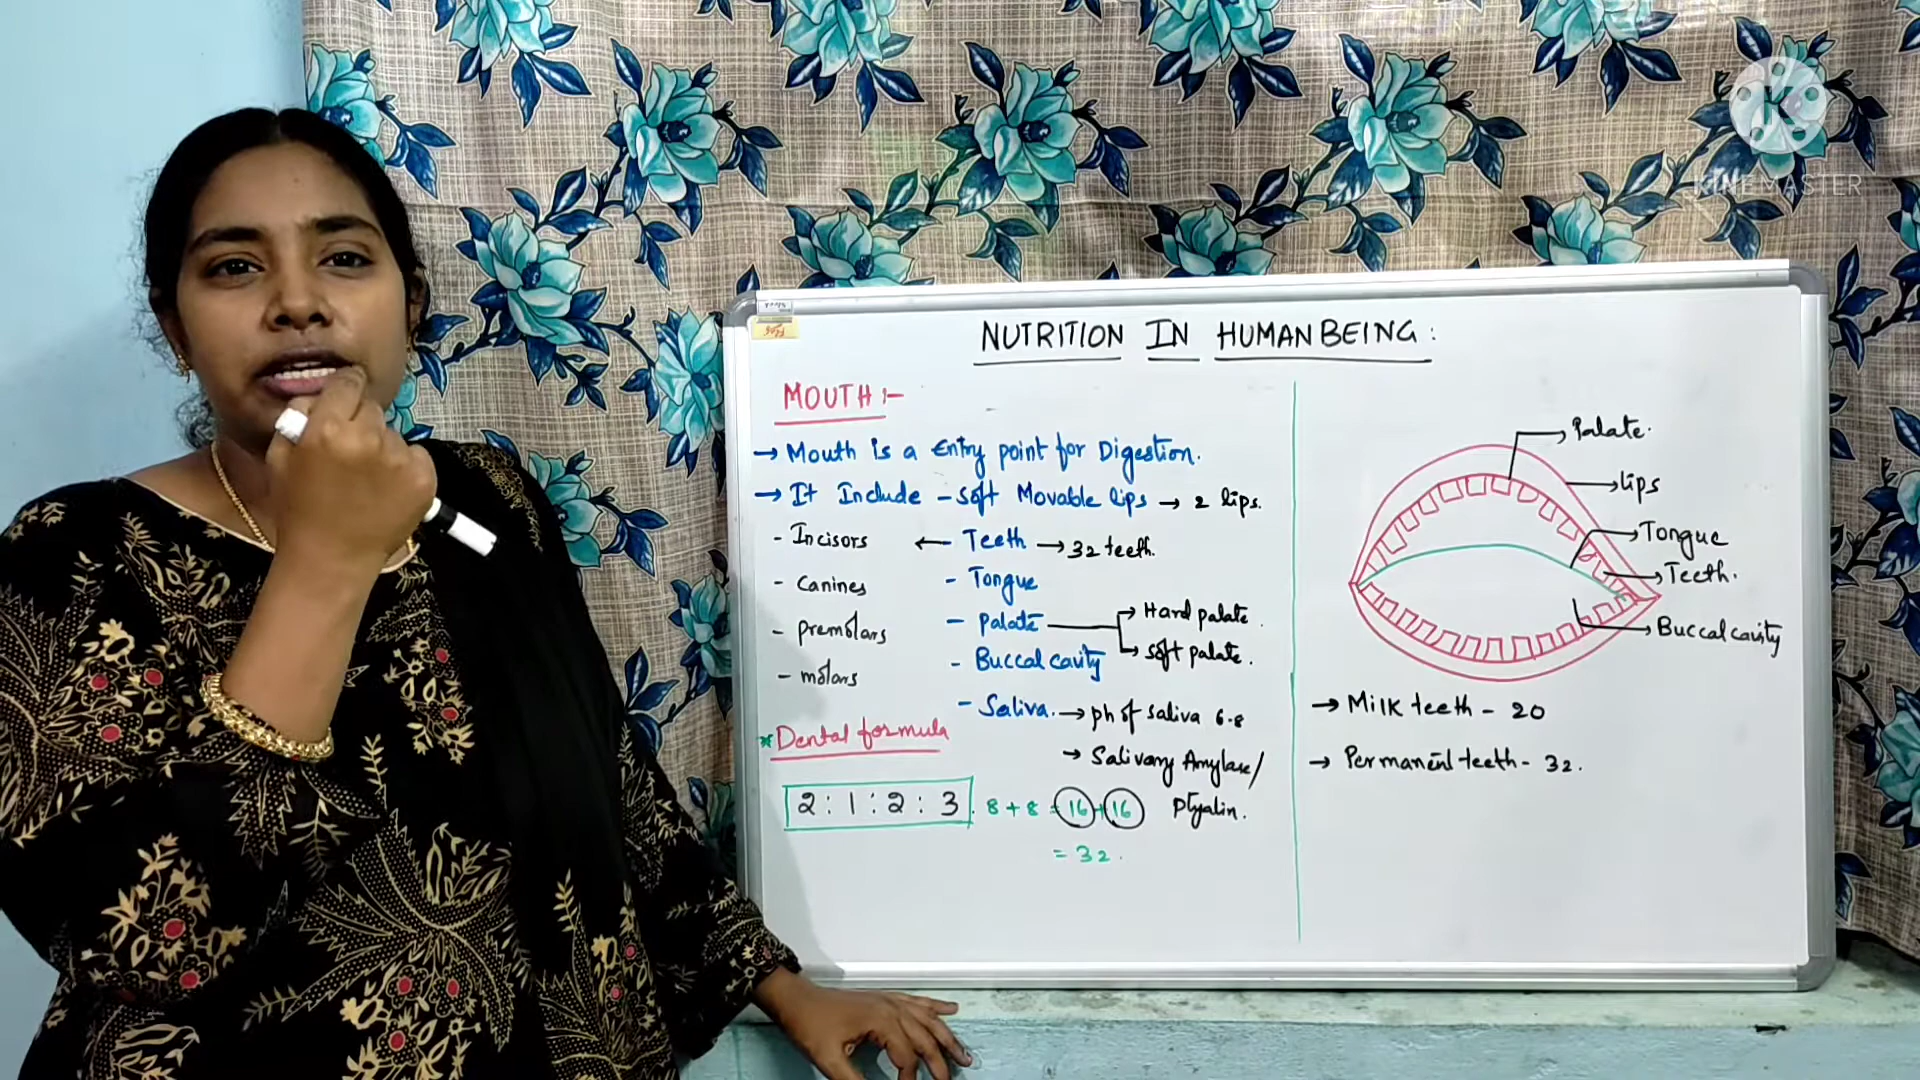 K
KINEMASTER
NUTRITION IN HUMAN BEING :
MOUTH :-
→ Mouth is a Entry point for Digestion.
→ It Include - soft Movable lips → 2 lips.
- Incisors ← Teeth → 32 teeth.
- Canines - Tongue
- premolars - palate → Hard palate.
→ soft palate.
- molars - Buccal cavity
- Saliva. → ph of saliva 6.8
→ Salivary Amylase/
Ptyalin.
* Dental formula
2 : 1 : 2 : 3. 8 + 8 = 16 + 16
= 32.
→ Palate.
→ lips
→ Tongue
→ Teeth.
→ Buccal cavity
→ Milk teeth - 20
→ Permanent teeth - 32.